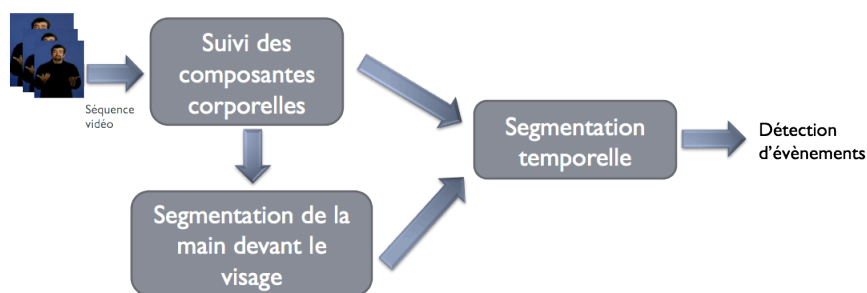 Séquence
vidéo
Suivi des
composantes
corporelles
Segmentation de la
main devant le
visage
Segmentation
temporelle
Détection
d'évènements